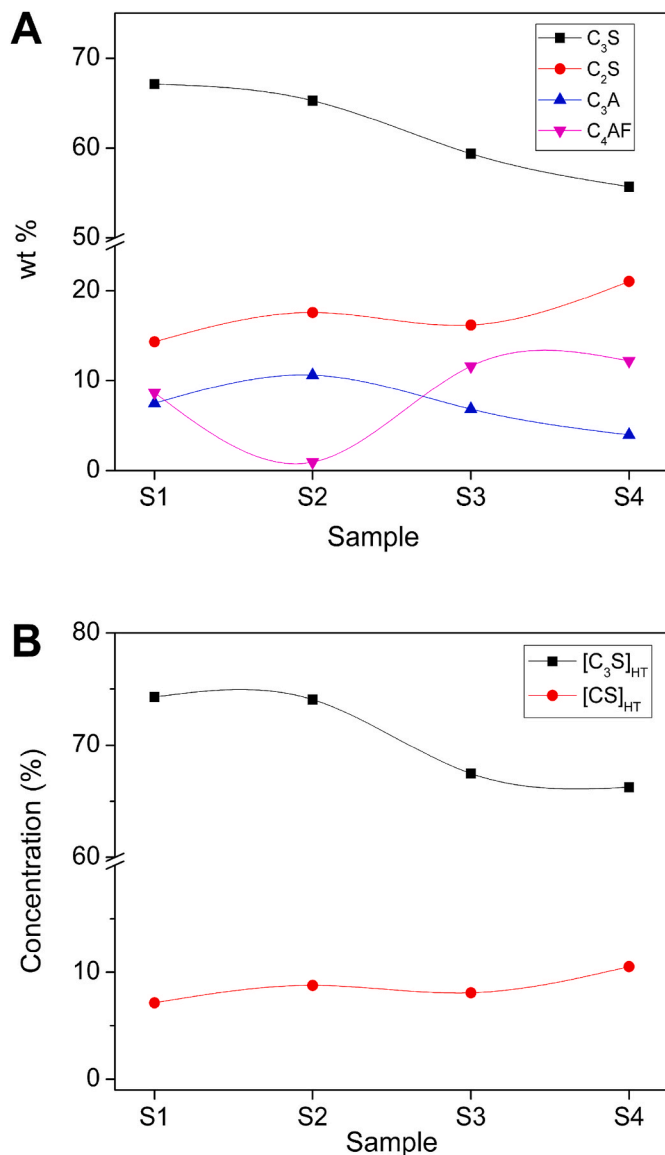 A
C₃S
C₂S
C₃A
C₄AF
70
60
50
20
10
0
wt %
S1 S2 S3 S4
Sample
B
[C₃S]HT
[CS]HT
80
70
60
10
0
Concentration (%)
S1 S2 S3 S4
Sample